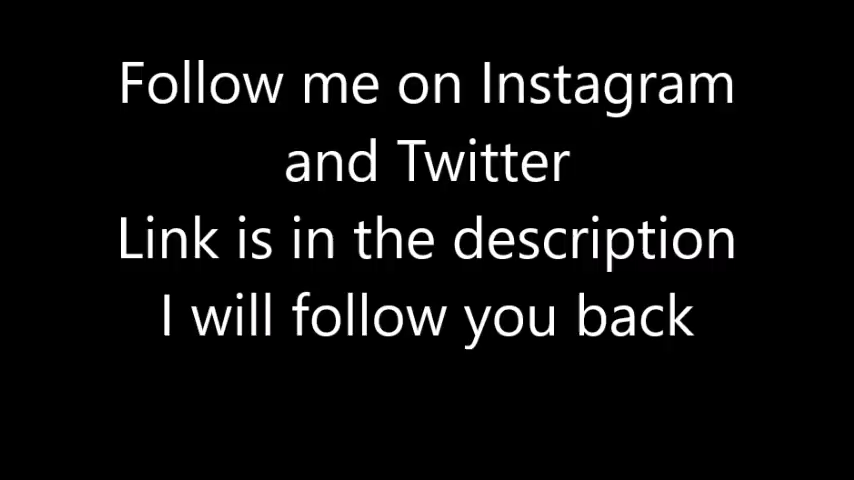 Follow me on Instagram
and Twitter
Link is in the description
I will follow you back